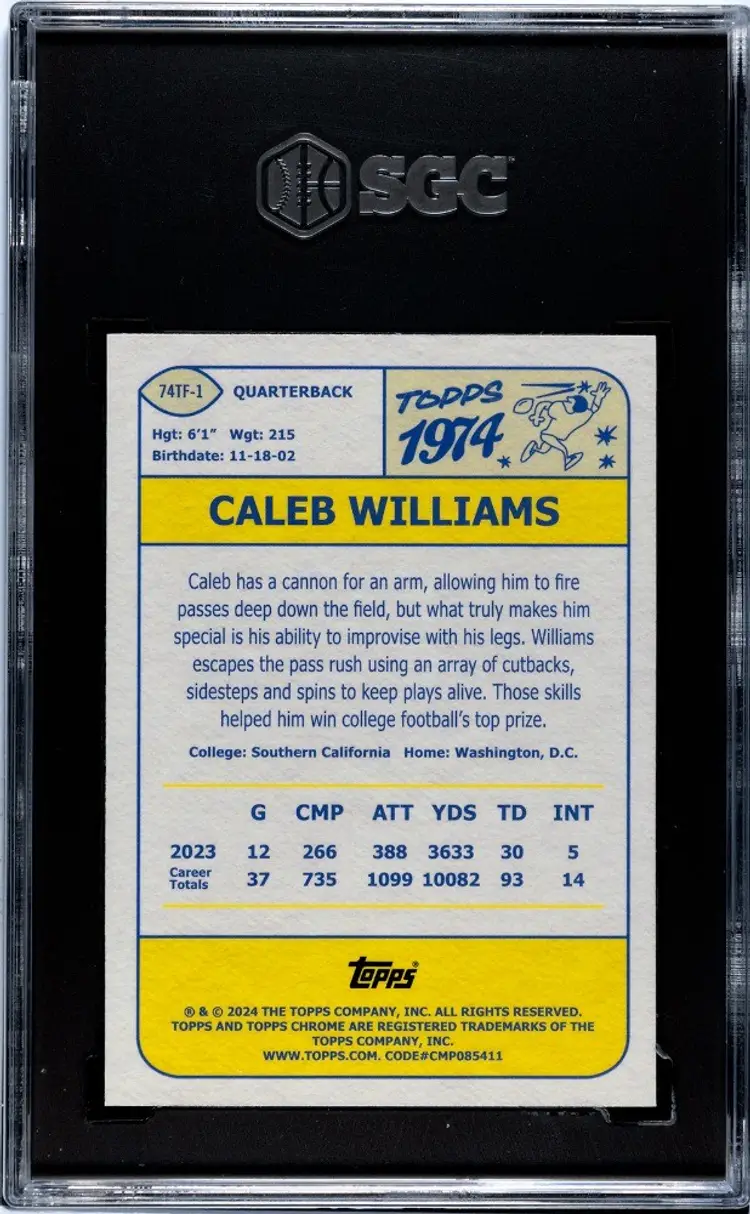 SGC
74TF-1 QUARTERBACK
Hgt: 6'1" Wgt: 215
Birthdate: 11-18-02
TOPPS
1974
CALEB WILLIAMS
Caleb has a cannon for an arm, allowing him to fire
passes deep down the field, but what truly makes him
special is his ability to improvise with his legs. Williams
escapes the pass rush using an array of cutbacks,
sidesteps and spins to keep plays alive. Those skills
helped him win college football's top prize.
College: Southern California Home: Washington, D.C.
G CMP ATT YDS TD INT
2023 12 266 388 3633 30 5
Career
Totals 37 735 1099 10082 93 14
topps®
® & © 2024 THE TOPPS COMPANY, INC. ALL RIGHTS RESERVED.
TOPPS AND TOPPS CHROME ARE REGISTERED TRADEMARKS OF THE
TOPPS COMPANY, INC.
WWW.TOPPS.COM. CODE#CMP085411